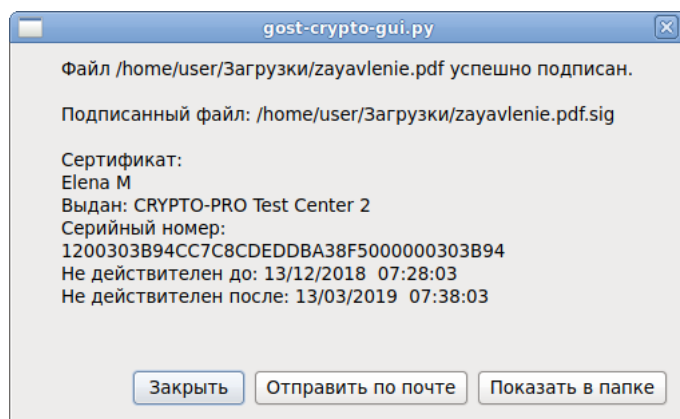 gost-crypto-gui.py
Файл /home/user/Загрузки/zayavlenie.pdf успешно подписан.
Подписанный файл: /home/user/Загрузки/zayavlenie.pdf.sig
Сертификат:
Elena M
Выдан: CRYPTO-PRO Test Center 2
Серийный номер:
1200303B94CC7C8CDEDDBA38F5000000303B94
Не действителен до: 13/12/2018  07:28:03
Не действителен после: 13/03/2019  07:38:03
Закрыть Отправить по почте Показать в папке